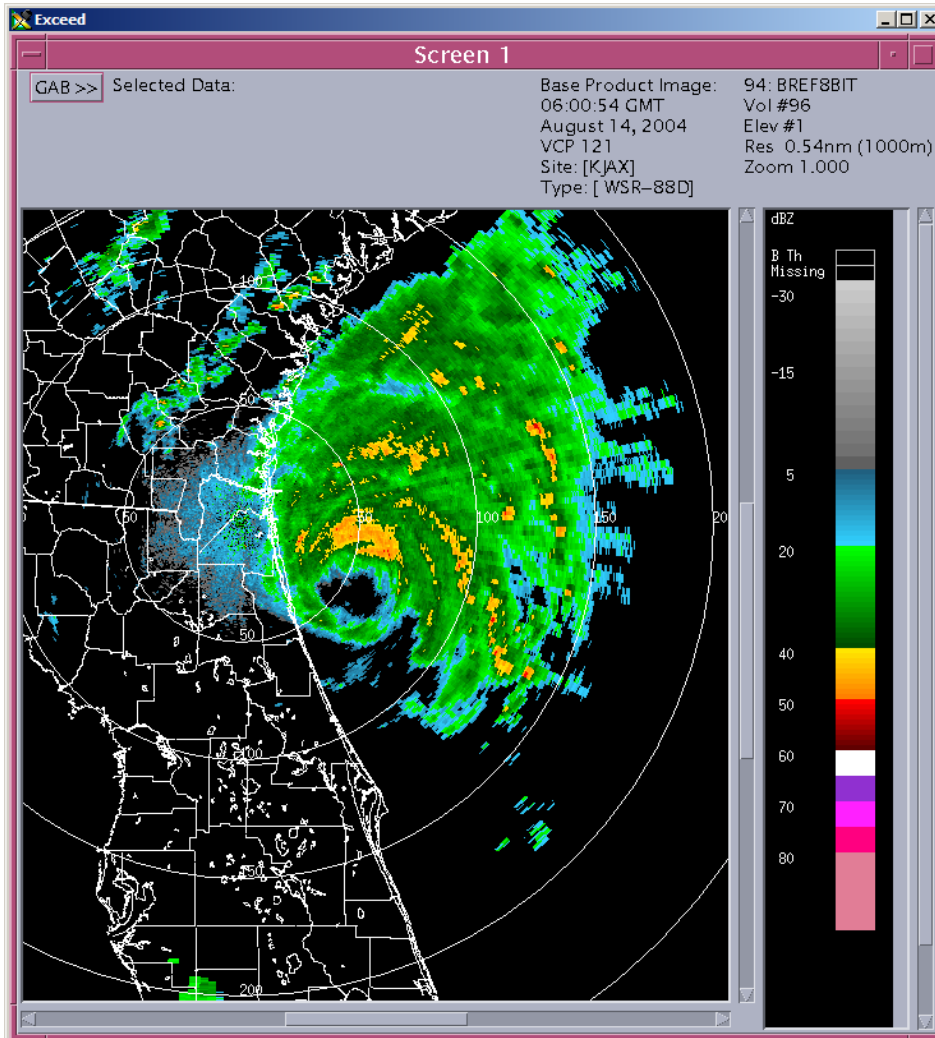 Exceed
Screen 1
GAB >> Selected Data:
Base Product Image:
06:00:54 GMT
August 14, 2004
VCP 121
Site: [KJAX]
Type: [ WSR-88D]
94: BREF8BIT
Vol #96
Elev #1
Res 0.54nm (1000m)
Zoom 1.000
100
50
50
50
100
150
20
50
100
150
200
dBZ
B Th
Missing
-30
-15
5
20
40
50
60
70
80